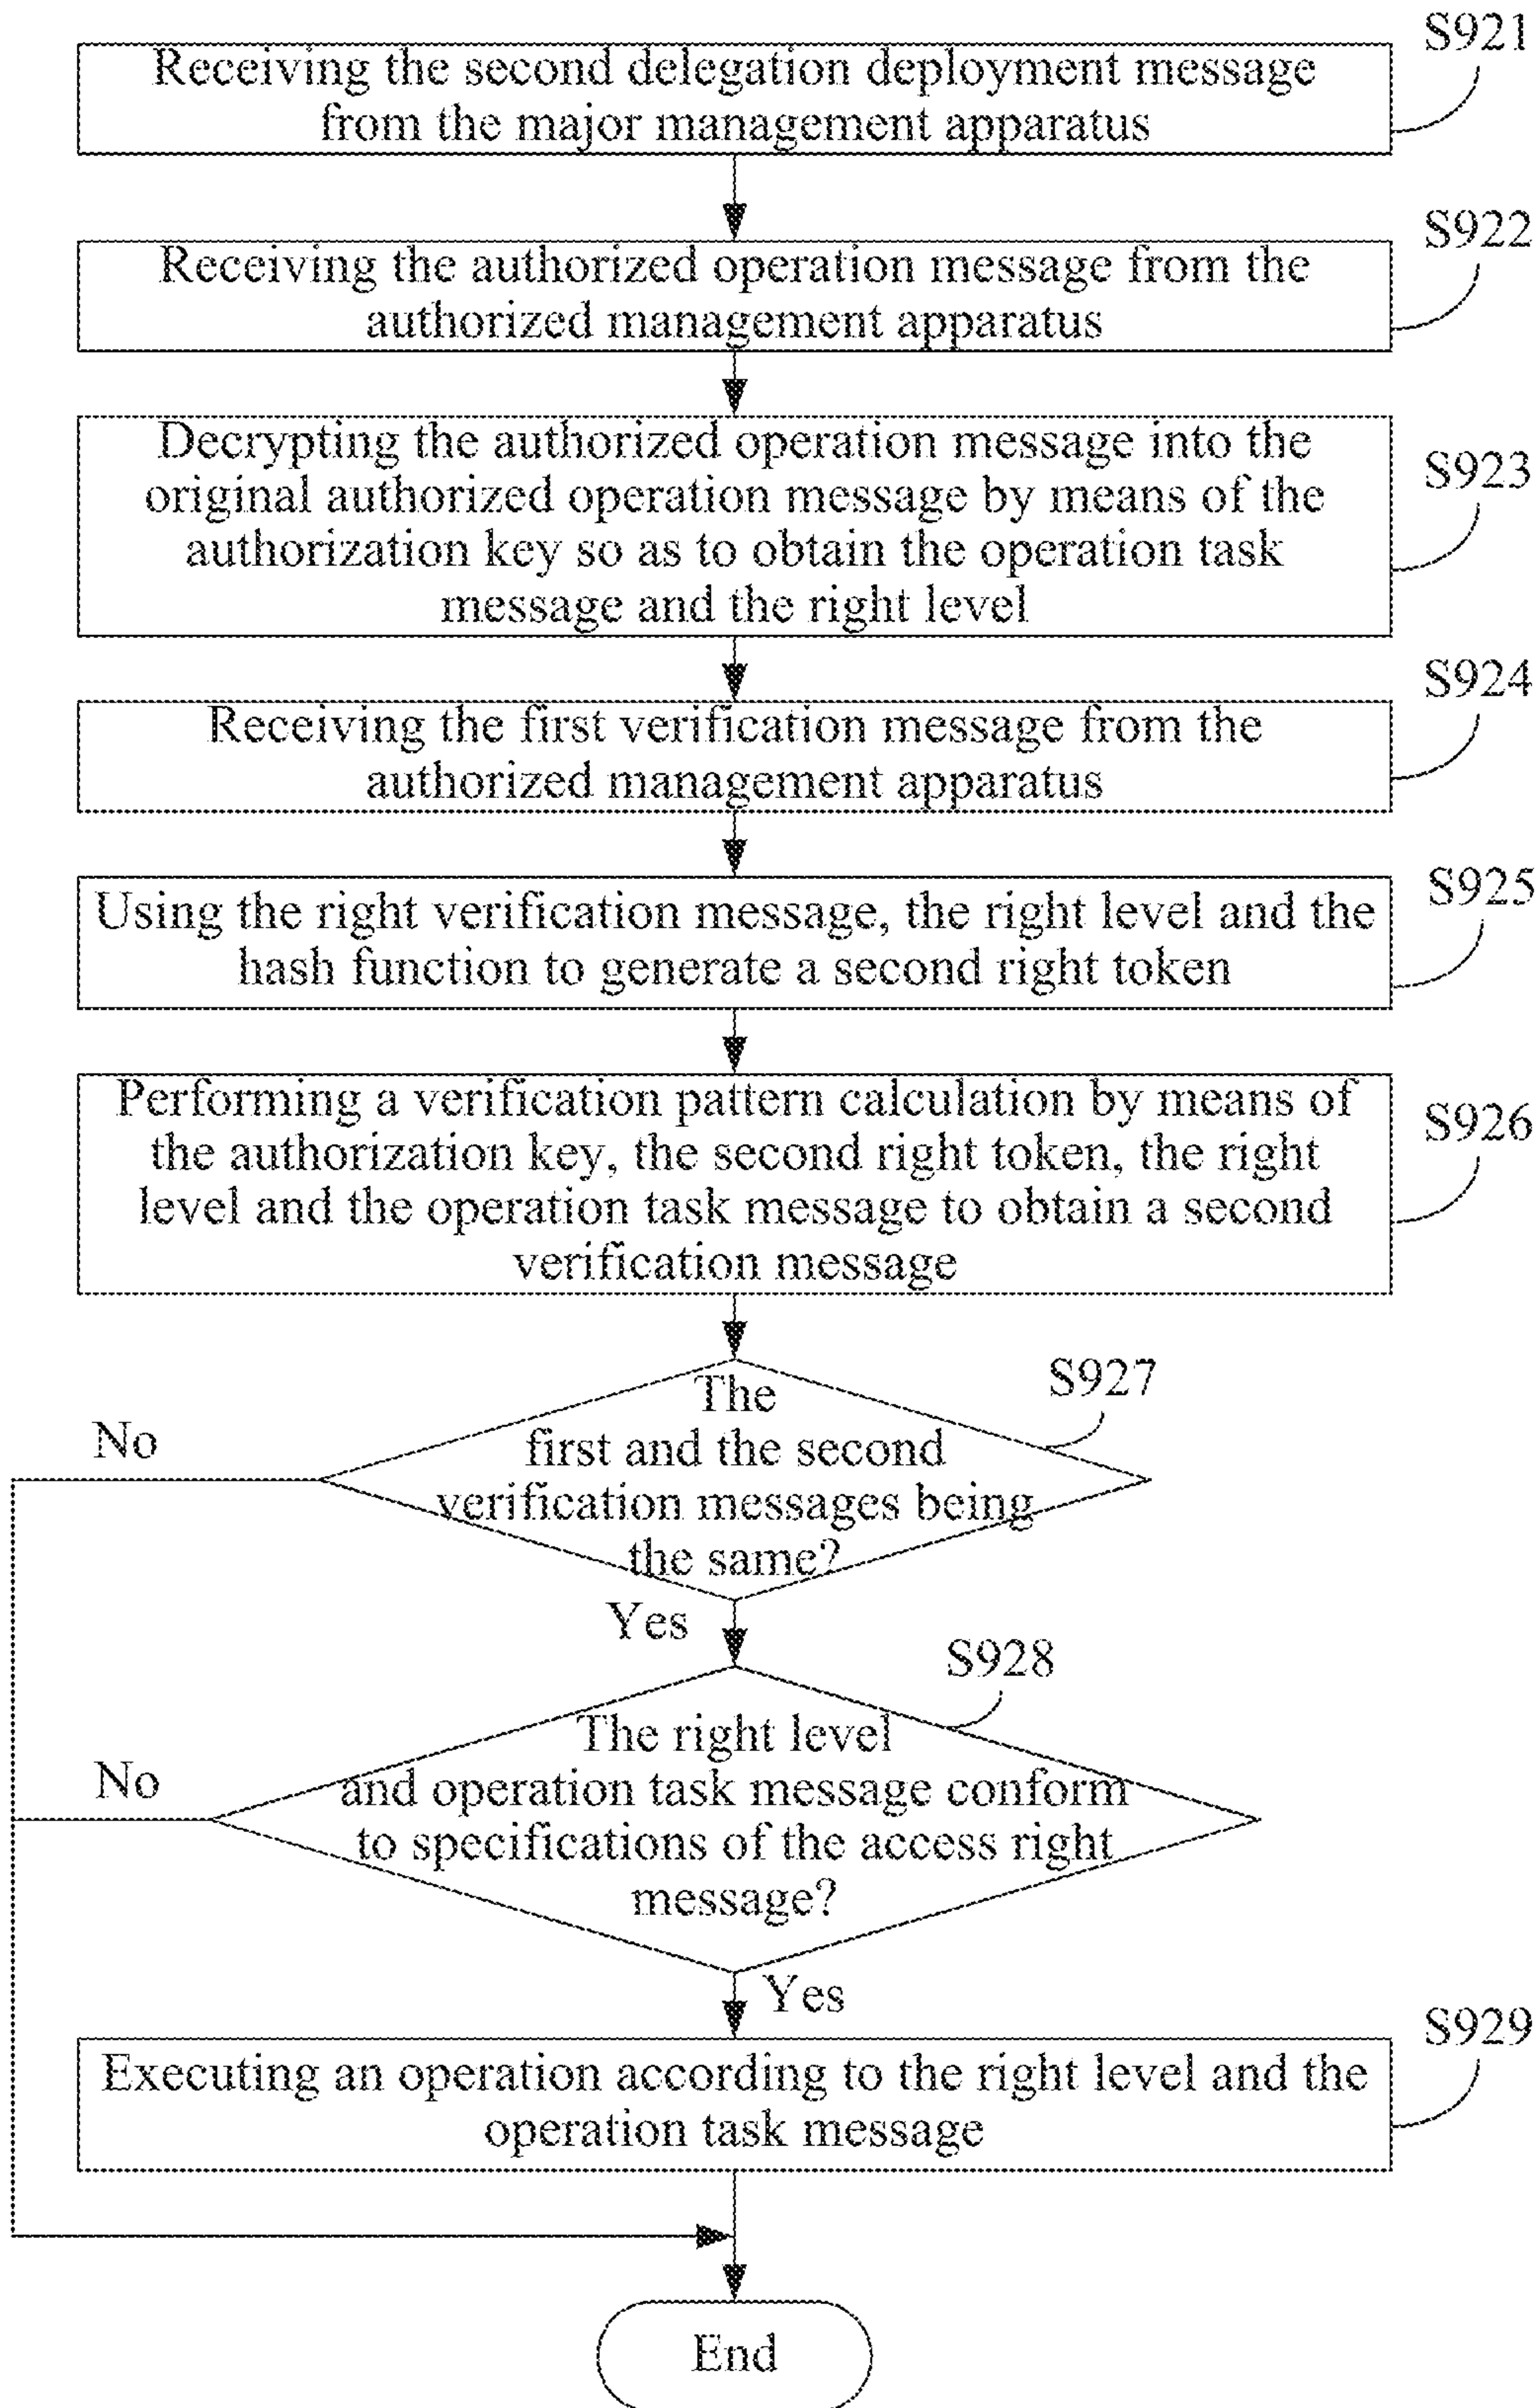 S921
Receiving the second delegation deployment message
from the major management apparatus
S922
Receiving the authorized operation message from the
authorized management apparatus
S923
Decrypting the authorized operation message into the
original authorized operation message by means of the
authorization key so as to obtain the operation task
message and the right level
S924
Receiving the first verification message from the
authorized management apparatus
S925
Using the right verification message, the right level and the
hash function to generate a second right token
S926
Performing a verification pattern calculation by means of
the authorization key, the second right token, the right
level and the operation task message to obtain a second
verification message
S927
The
first and the second
verification messages being
the same?
No
Yes
S928
The right level
and operation task message conform
to specifications of the access right
message?
No
Yes
S929
Executing an operation according to the right level and the
operation task message
End